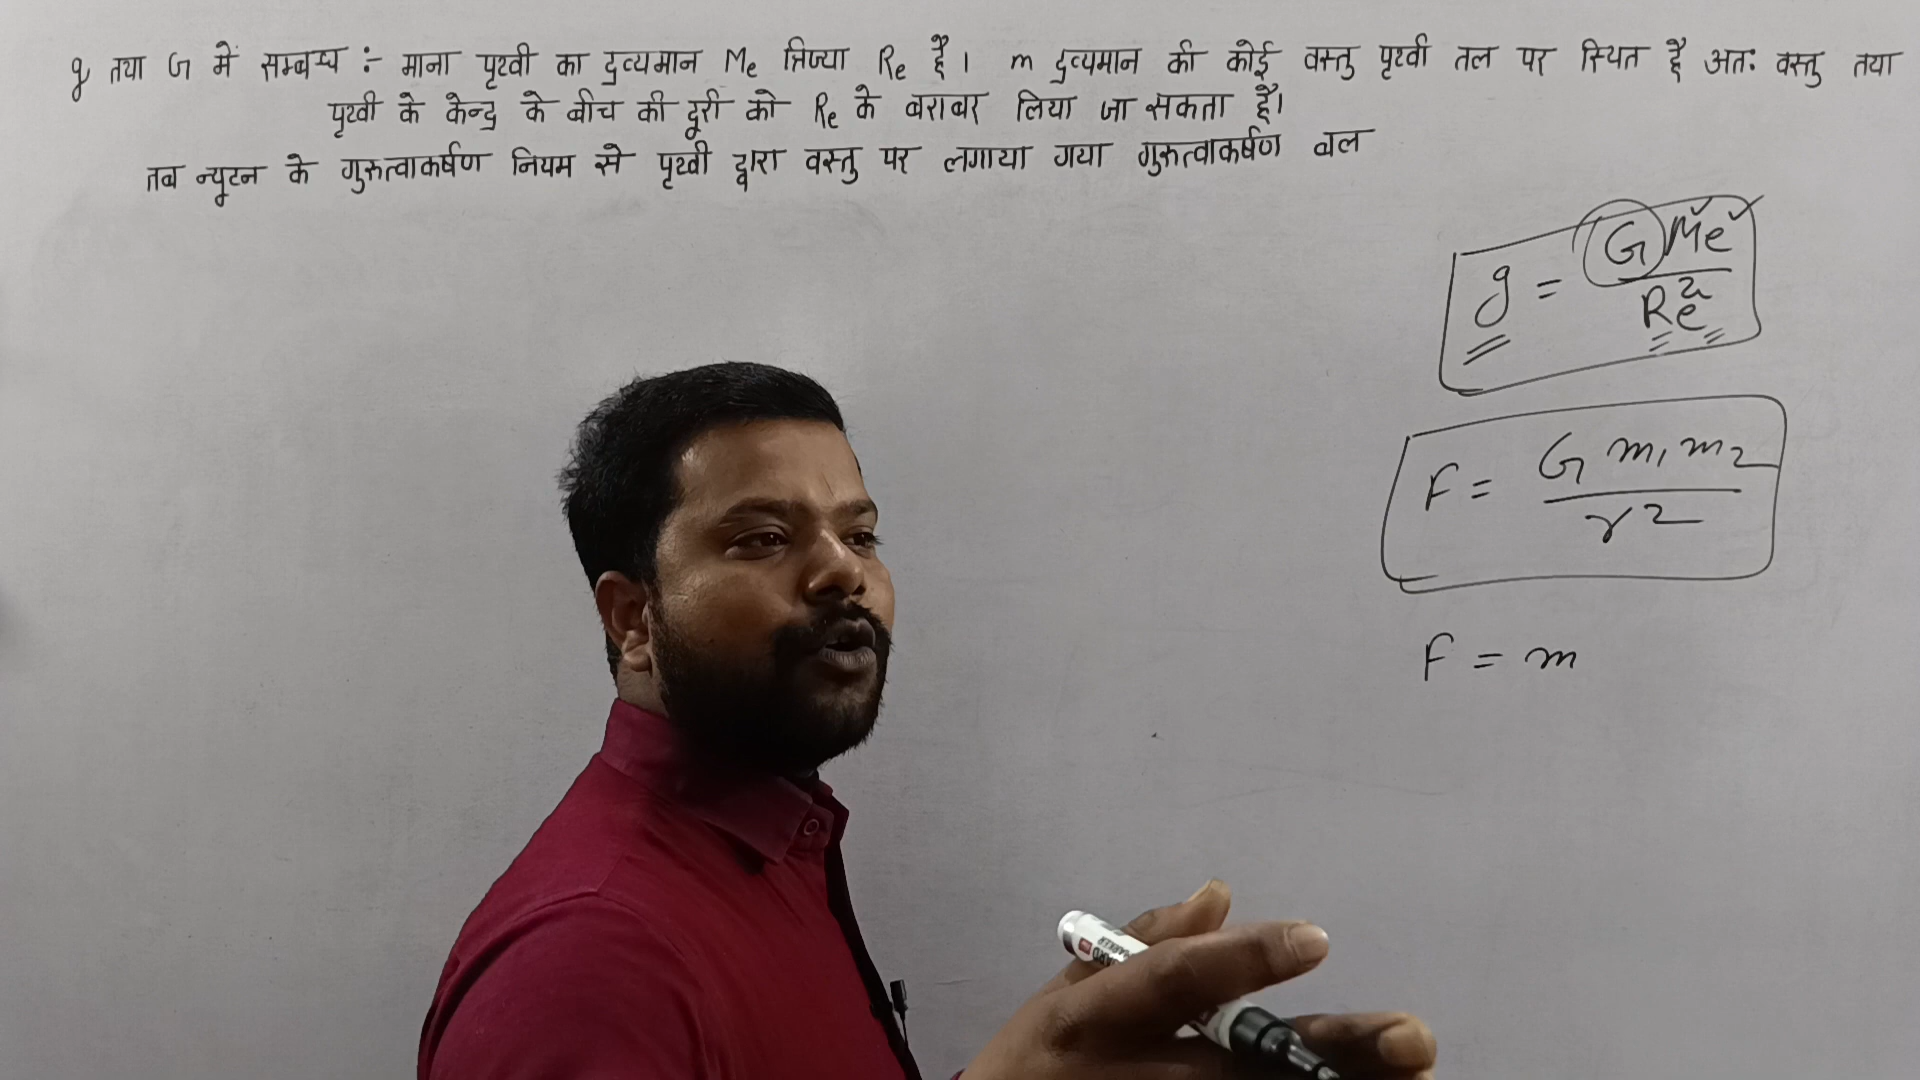 g तथा G में सम्बन्ध :- माना पृथ्वी का द्रव्यमान Me त्रिज्या Re है। m द्रव्यमान की कोई वस्तु पृथ्वी तल पर स्थित है अतः वस्तु तथा
पृथ्वी के केन्द्र के बीच की दूरी को Re के बराबर लिया जा सकता है।
तब न्यूटन के गुरुत्वाकर्षण नियम से पृथ्वी द्वारा वस्तु पर लगाया गया गुरुत्वाकर्षण बल
g = GMe / Re²
F = G m₁ m₂ / r²
F = m